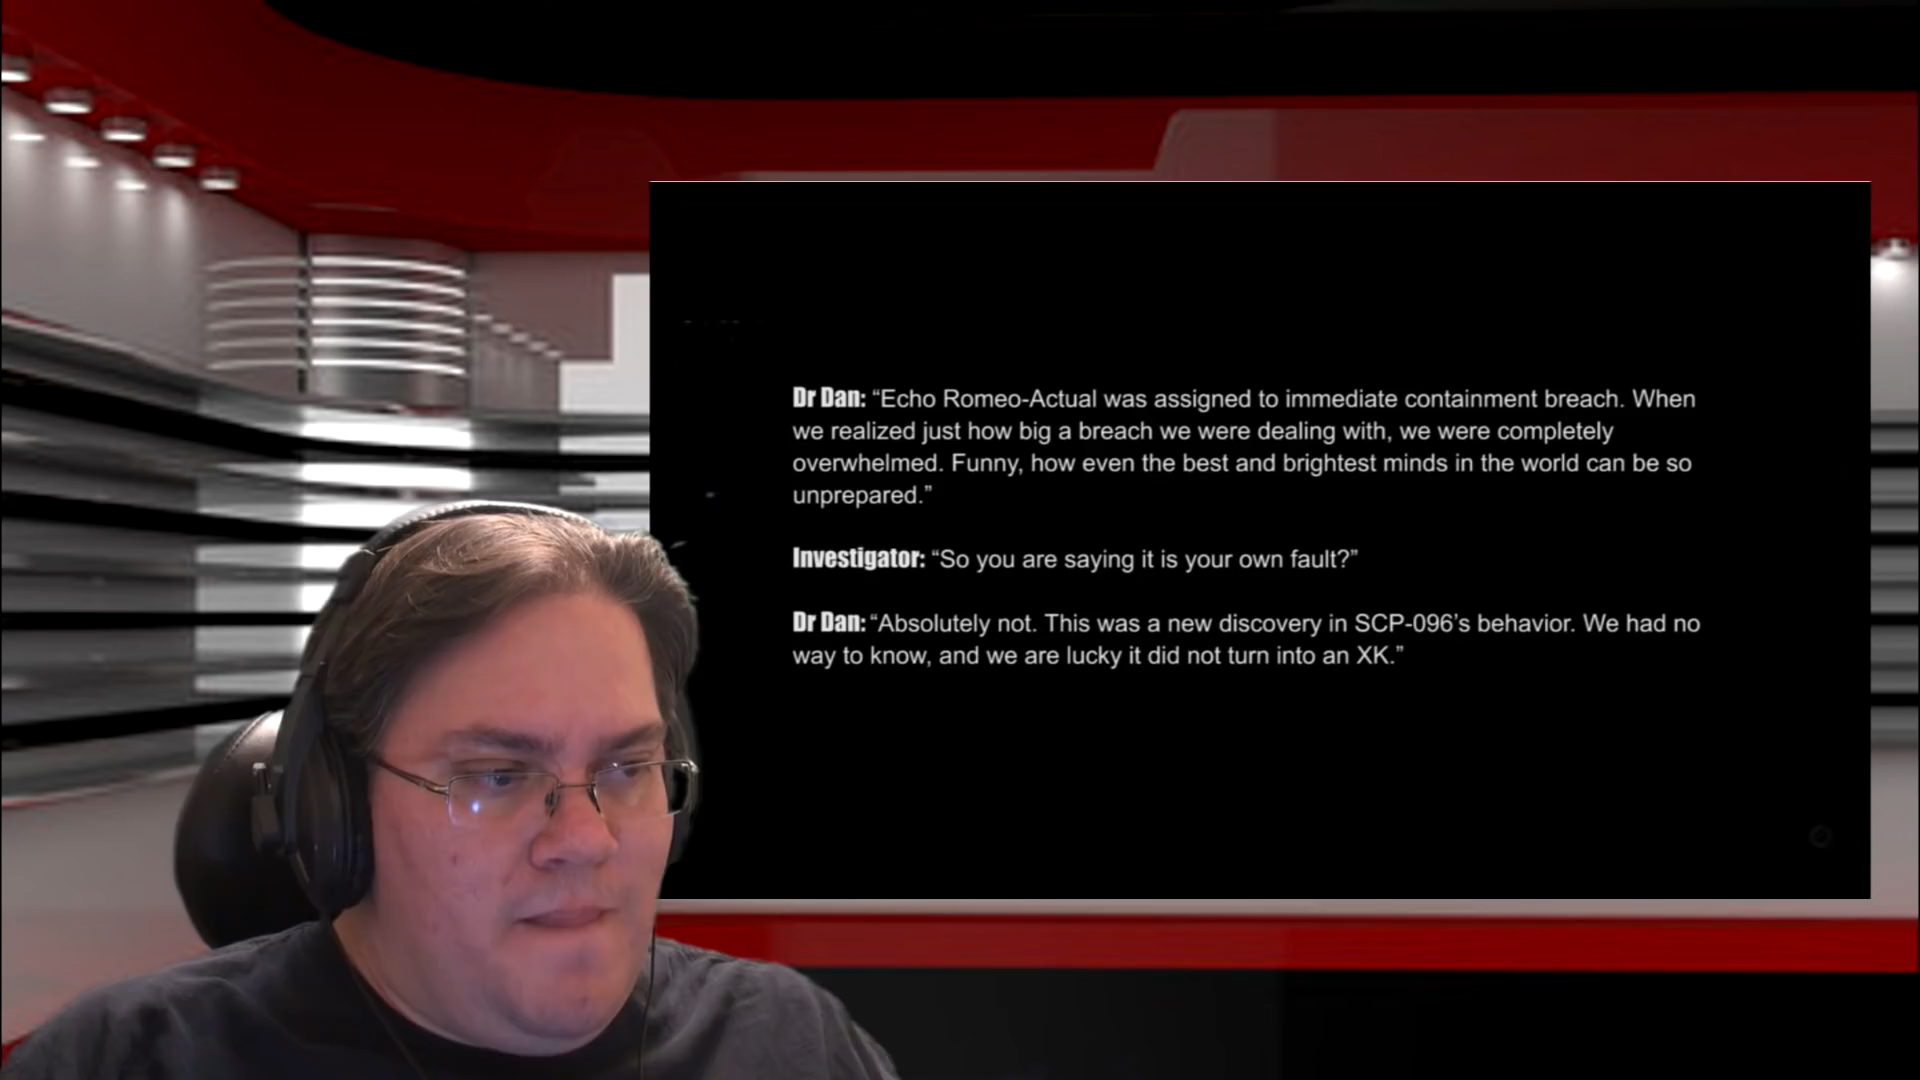 Dr Dan: “Echo Romeo-Actual was assigned to immediate containment breach. When
we realized just how big a breach we were dealing with, we were completely
overwhelmed. Funny, how even the best and brightest minds in the world can be so
unprepared.”
Investigator: “So you are saying it is your own fault?”
Dr Dan: “Absolutely not. This was a new discovery in SCP-096’s behavior. We had no
way to know, and we are lucky it did not turn into an XK.”